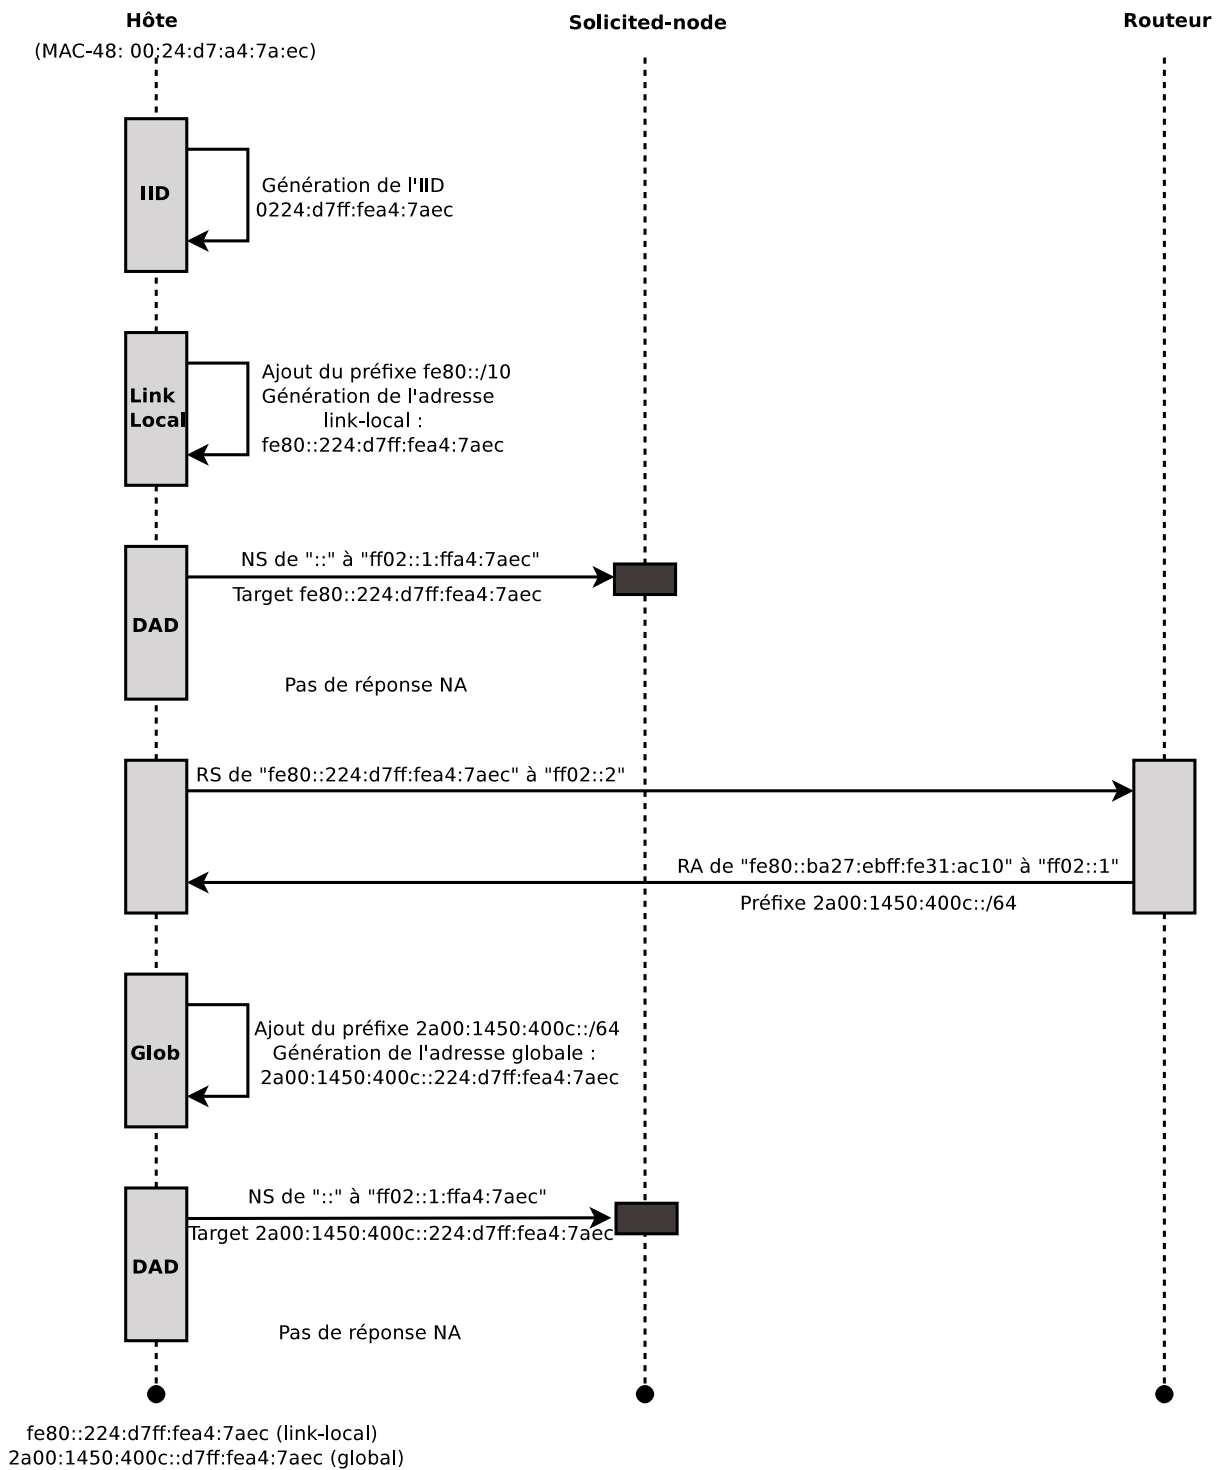 Hôte
Solicited-node
Routeur
(MAC-48: 00:24:d7:a4:7a:ec)
IID
Génération de l'IID
0224:d7ff:fea4:7aec
Link
Local
Ajout du préfixe fe80::/10
Génération de l'adresse
link-local :
fe80::224:d7ff:fea4:7aec
DAD
NS de "::" à "ff02::1:ffa4:7aec"
Target fe80::224:d7ff:fea4:7aec
Pas de réponse NA
RS de "fe80::224:d7ff:fea4:7aec" à "ff02::2"
RA de "fe80::ba27:ebff:fe31:ac10" à "ff02::1"
Préfixe 2a00:1450:400c::/64
Glob
Ajout du préfixe 2a00:1450:400c::/64
Génération de l'adresse globale :
2a00:1450:400c::224:d7ff:fea4:7aec
DAD
NS de "::" à "ff02::1:ffa4:7aec"
Target 2a00:1450:400c::224:d7ff:fea4:7aec
Pas de réponse NA
fe80::224:d7ff:fea4:7aec (link-local)
2a00:1450:400c::d7ff:fea4:7aec (global)